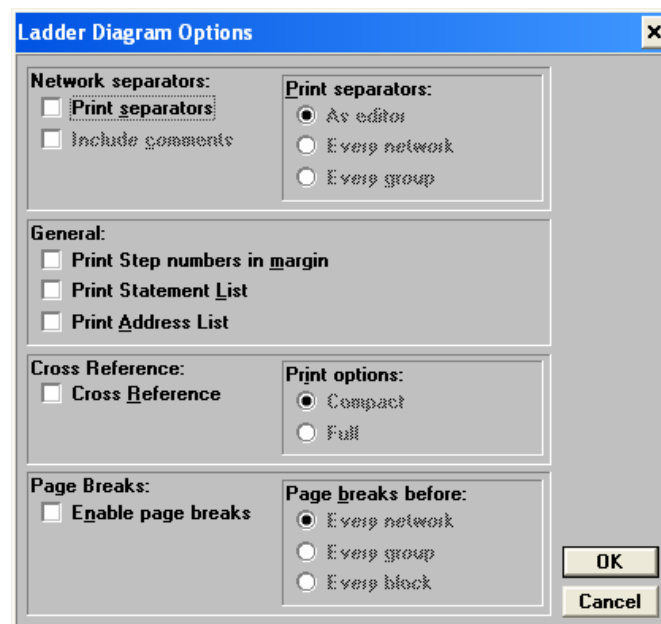 Ladder Diagram Options
Network separators:
Print separators
Include comments
Print separators:
As editor
Every network
Every group
General:
Print Step numbers in margin
Print Statement List
Print Address List
Cross Reference:
Cross Reference
Print options:
Compact
Full
Page Breaks:
Enable page breaks
Page breaks before:
Every network
Every group
Every block
OK
Cancel